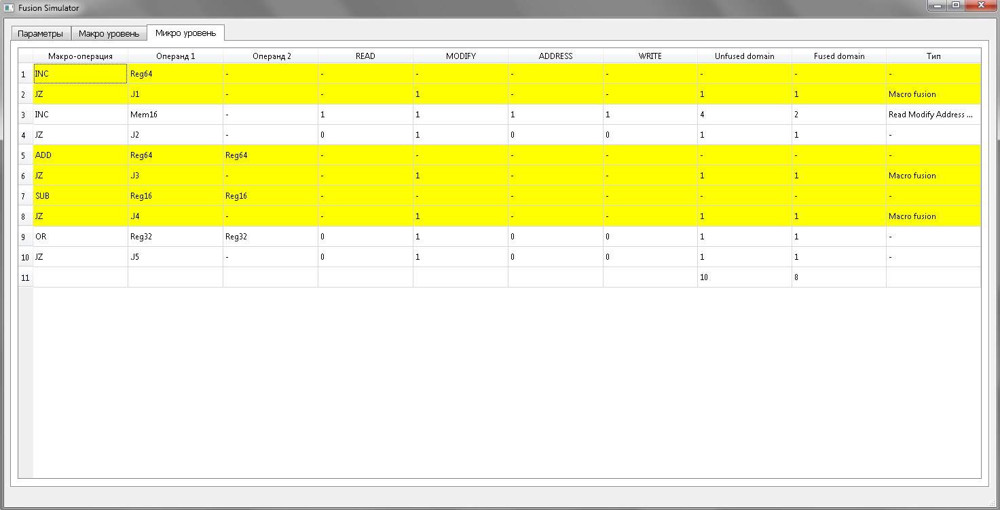 Fusion Simulator
Параметры Макро уровень Микро уровень
Макро-операция Операнд 1 Операнд 2 READ MODIFY ADDRESS WRITE Unfused domain Fused domain Тип
1 INC Reg64 - - - - - - - -
2 JZ .J1 - - 1 - - 1 1 Macro fusion
3 INC Mem16 - 1 1 1 1 4 2 Read Modify Address ...
4 JZ .J2 - 0 1 0 0 1 1 -
5 ADD Reg64 Reg64 - - - - - - -
6 JZ .J3 - - 1 - - 1 1 Macro fusion
7 SUB Reg16 Reg16 - - - - - - -
8 JZ .J4 - - 1 - - 1 1 Macro fusion
9 OR Reg32 Reg32 0 1 0 0 1 1 -
10 JZ .J5 - 0 1 0 0 1 1 -
11 10 8